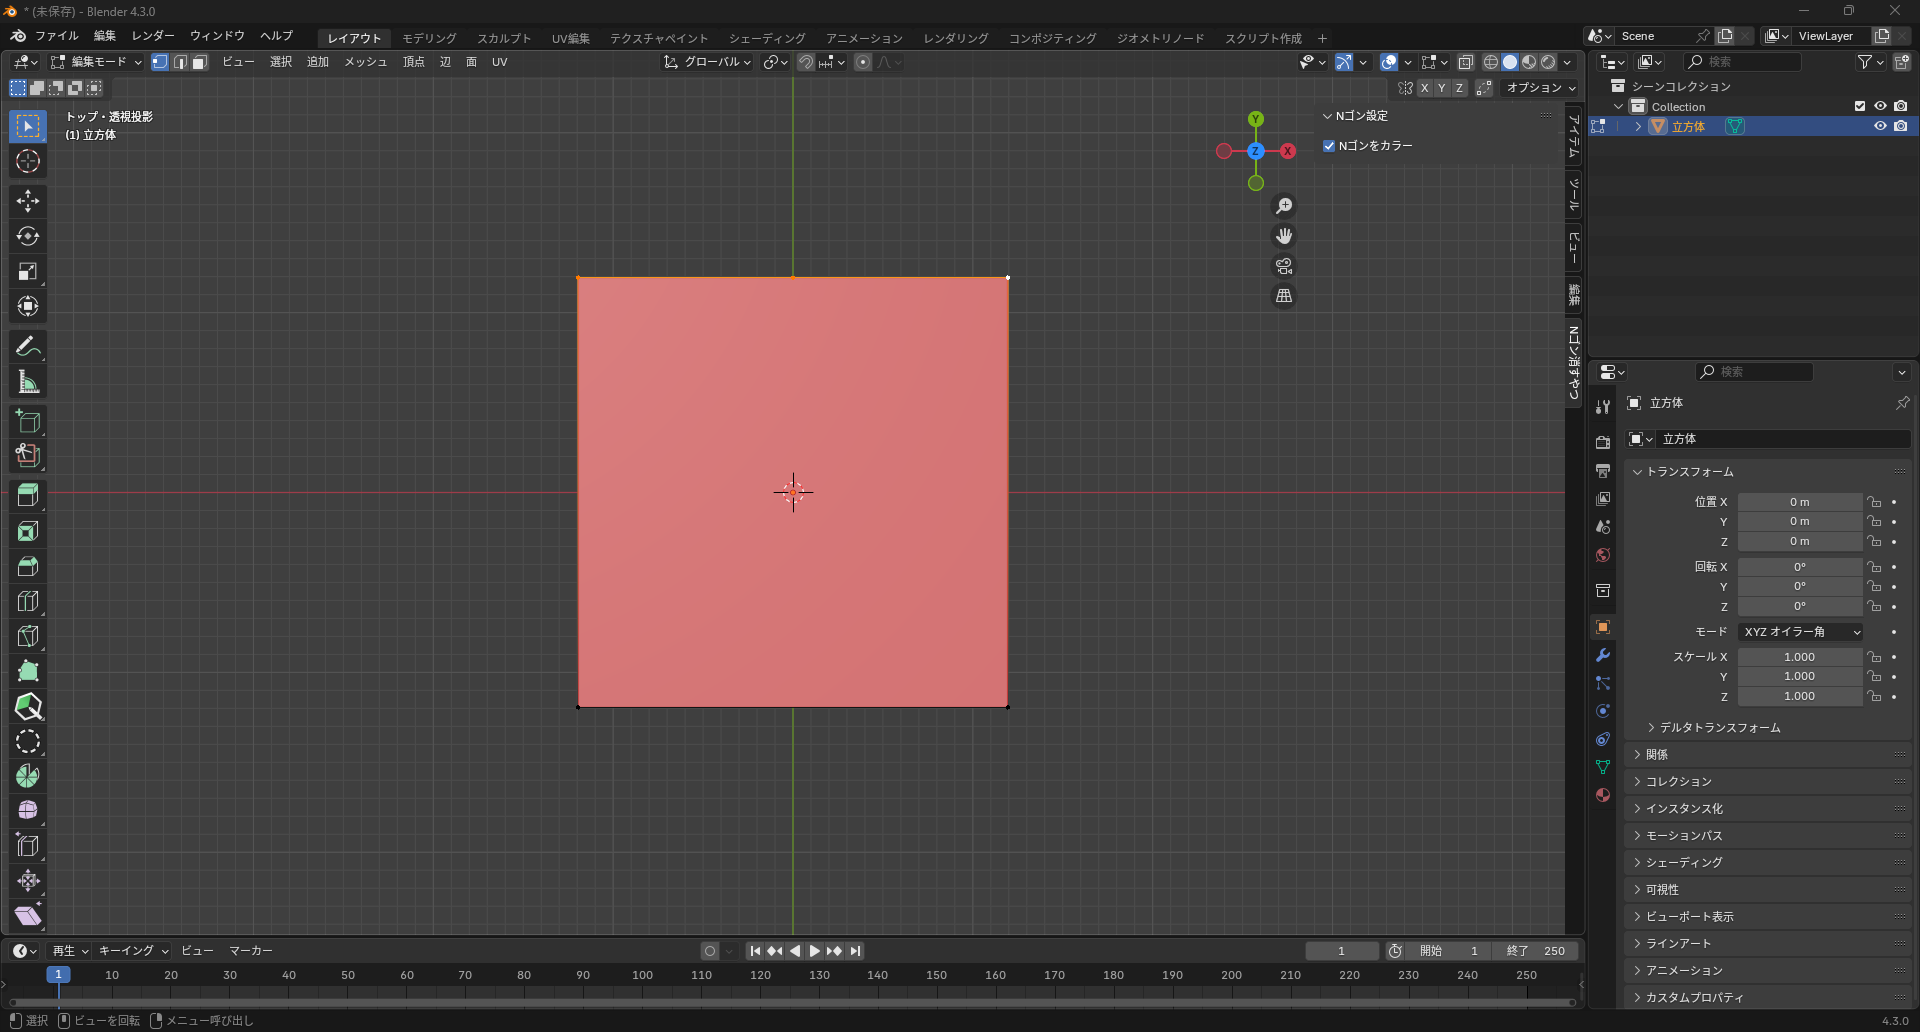 * (未保存) - Blender 4.3.0
ファイル 編集 レンダー ウィンドウ ヘルプ
レイアウト モデリング スカルプト UV編集 テクスチャペイント シェーディング アニメーション レンダリング コンポジティング ジオメトリノード スクリプト作成 +
Scene
ViewLayer
編集モード
ビュー 選択 追加 メッシュ 頂点 辺 面 UV
グローバル
X Y Z
オプション
トップ・透視投影
(1) 立方体
Y
Z
X
Nゴン設定
Nゴンをカラー
アイテム
ツール
ビュー
編集
Nゴン消すやつ
検索
シーンコレクション
Collection
立方体
検索
立方体
立方体
トランスフォーム
位置 X 0 m
Y 0 m
Z 0 m
回転 X 0°
Y 0°
Z 0°
モード XYZ オイラー角
スケール X 1.000
Y 1.000
Z 1.000
デルタトランスフォーム
関係
コレクション
インスタンス化
モーションパス
シェーディング
可視性
ビューポート表示
ラインアート
アニメーション
カスタムプロパティ
再生 キーイング ビュー マーカー
1
開始 1
終了 250
1 10 20 30 40 50 60 70 80 90 100 110 120 130 140 150 160 170 180 190 200 210 220 230 240 250
選択 ビューを回転 メニュー呼び出し
4.3.0